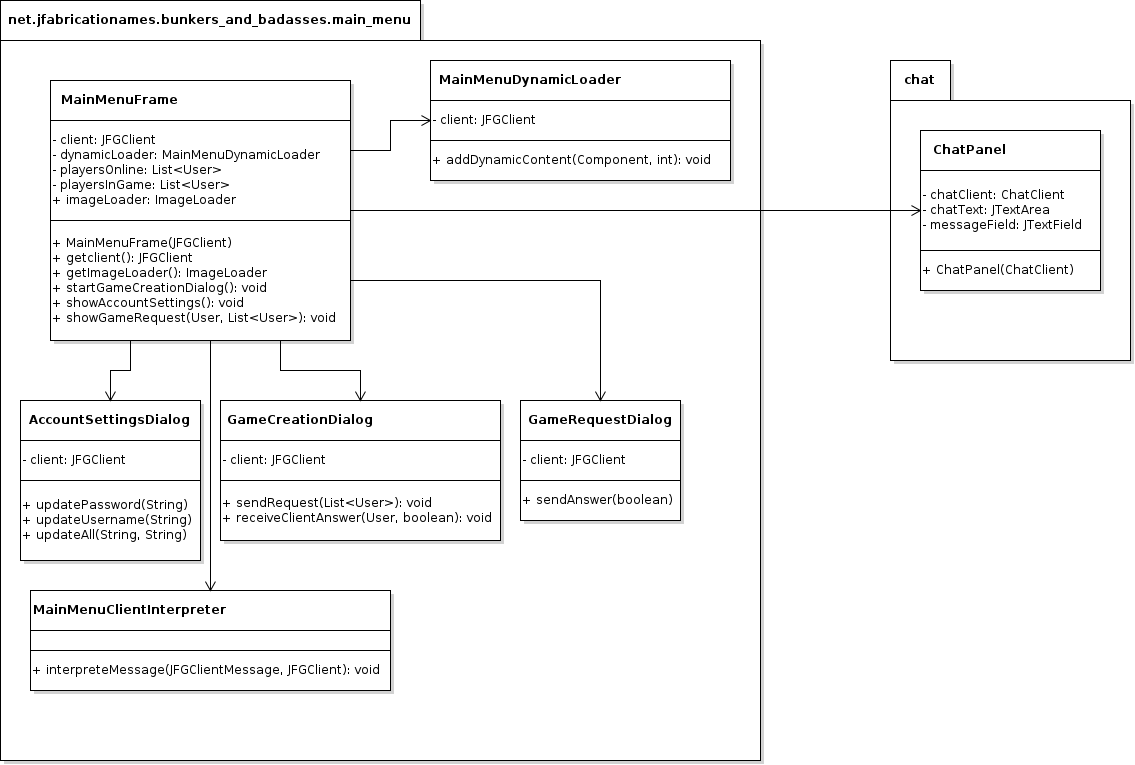 net.jfabricationames.bunkers_and_badasses.main_menu
MainMenuFrame
- client: JFGClient
- dynamicLoader: MainMenuDynamicLoader
- playersOnline: List<User>
- playersInGame: List<User>
+ imageLoader: ImageLoader
+ MainMenuFrame(JFGClient)
+ getclient(): JFGClient
+ getImageLoader(): ImageLoader
+ startGameCreationDialog(): void
+ showAccountSettings(): void
+ showGameRequest(User, List<User>): void
MainMenuDynamicLoader
- client: JFGClient
+ addDynamicContent(Component, int): void
chat
ChatPanel
- chatClient: ChatClient
- chatText: JTextArea
- messageField: JTextField
+ ChatPanel(ChatClient)
AccountSettingsDialog
- client: JFGClient
+ updatePassword(String)
+ updateUsername(String)
+ updateAll(String, String)
GameCreationDialog
- client: JFGClient
+ sendRequest(List<User>): void
+ receiveClientAnswer(User, boolean): void
GameRequestDialog
- client: JFGClient
+ sendAnswer(boolean)
MainMenuClientInterpreter
+ interpreteMessage(JFGClientMessage, JFGClient): void